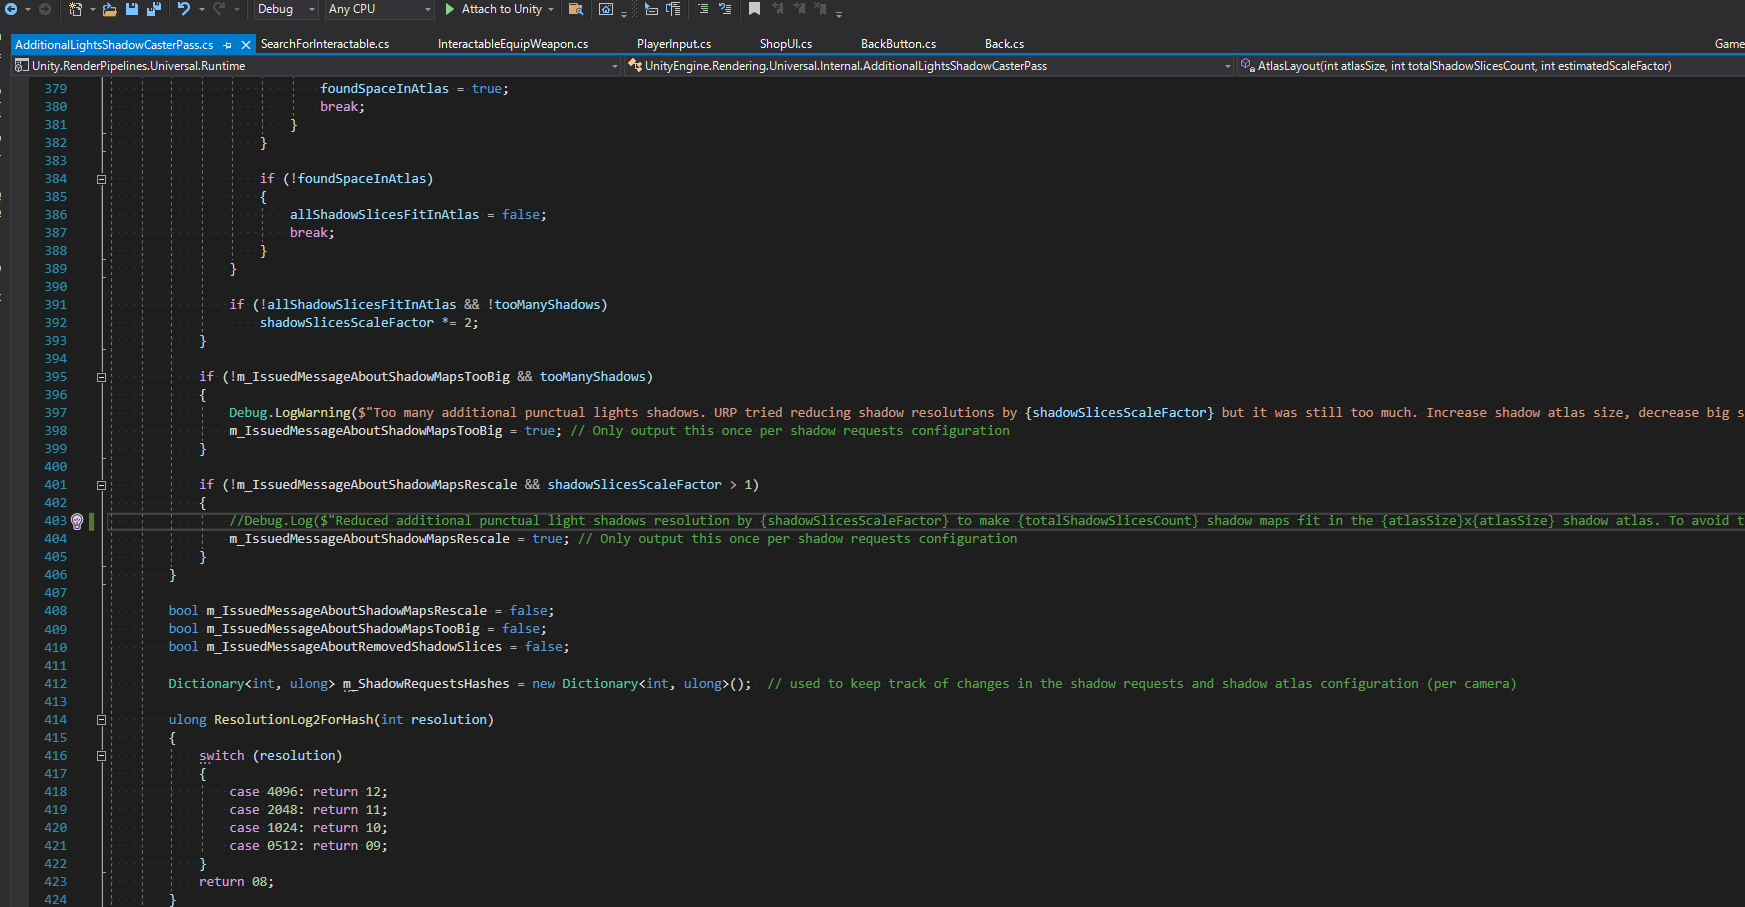 Debug Any CPU Attach to Unity
AdditionalLightsShadowCasterPass.cs SearchForInteractable.cs InteractableEquipWeapon.cs PlayerInput.cs ShopUI.cs BackButton.cs Back.cs Game
Unity.RenderPipelines.Universal.Runtime UnityEngine.Rendering.Universal.Internal.AdditionalLightsShadowCasterPass AtlasLayout(int atlasSize, int totalShadowSlicesCount, int estimatedScaleFactor)
379 foundSpaceInAtlas = true;
380 break;
381 }
382 }
383
384 if (!foundSpaceInAtlas)
385 {
386 allShadowSlicesFitInAtlas = false;
387 break;
388 }
389 }
390
391 if (!allShadowSlicesFitInAtlas && !tooManyShadows)
392 shadowSlicesScaleFactor *= 2;
393 }
394
395 if (!m_IssuedMessageAboutShadowMapsTooBig && tooManyShadows)
396 {
397 Debug.LogWarning($"Too many additional punctual lights shadows. URP tried reducing shadow resolutions by {shadowSlicesScaleFactor} but it was still too much. Increase shadow atlas size, decrease big s
398 m_IssuedMessageAboutShadowMapsTooBig = true; // Only output this once per shadow requests configuration
399 }
400
401 if (!m_IssuedMessageAboutShadowMapsRescale && shadowSlicesScaleFactor > 1)
402 {
403 //Debug.Log($"Reduced additional punctual light shadows resolution by {shadowSlicesScaleFactor} to make {totalShadowSlicesCount} shadow maps fit in the {atlasSize}x{atlasSize} shadow atlas. To avoid t
404 m_IssuedMessageAboutShadowMapsRescale = true; // Only output this once per shadow requests configuration
405 }
406 }
407
408 bool m_IssuedMessageAboutShadowMapsRescale = false;
409 bool m_IssuedMessageAboutShadowMapsTooBig = false;
410 bool m_IssuedMessageAboutRemovedShadowSlices = false;
411
412 Dictionary<int, ulong> m_ShadowRequestsHashes = new Dictionary<int, ulong>(); // used to keep track of changes in the shadow requests and shadow atlas configuration (per camera)
413
414 ulong ResolutionLog2ForHash(int resolution)
415 {
416 switch (resolution)
417 {
418 case 4096: return 12;
419 case 2048: return 11;
420 case 1024: return 10;
421 case 0512: return 09;
422 }
423 return 08;
424 }